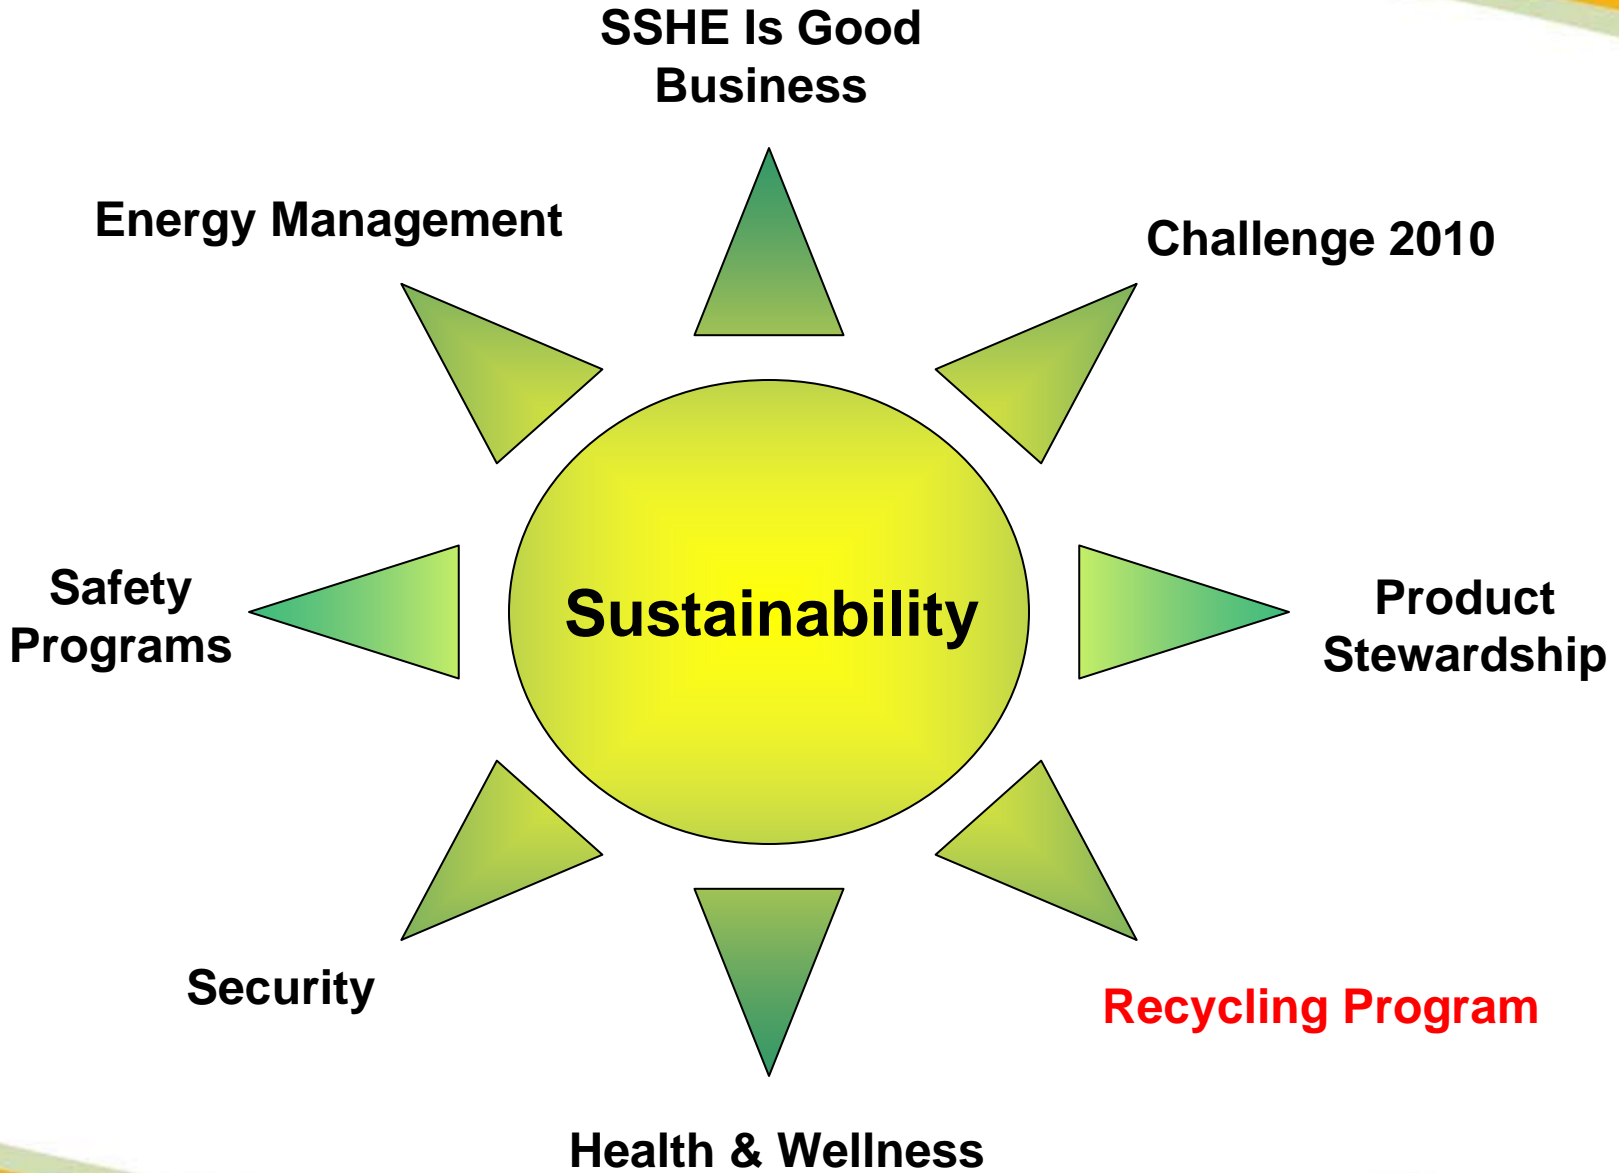 SSHE Is Good
Business
Energy Management
Challenge 2010
Safety
Programs
Sustainability
Product
Stewardship
Security
Recycling Program
Health & Wellness